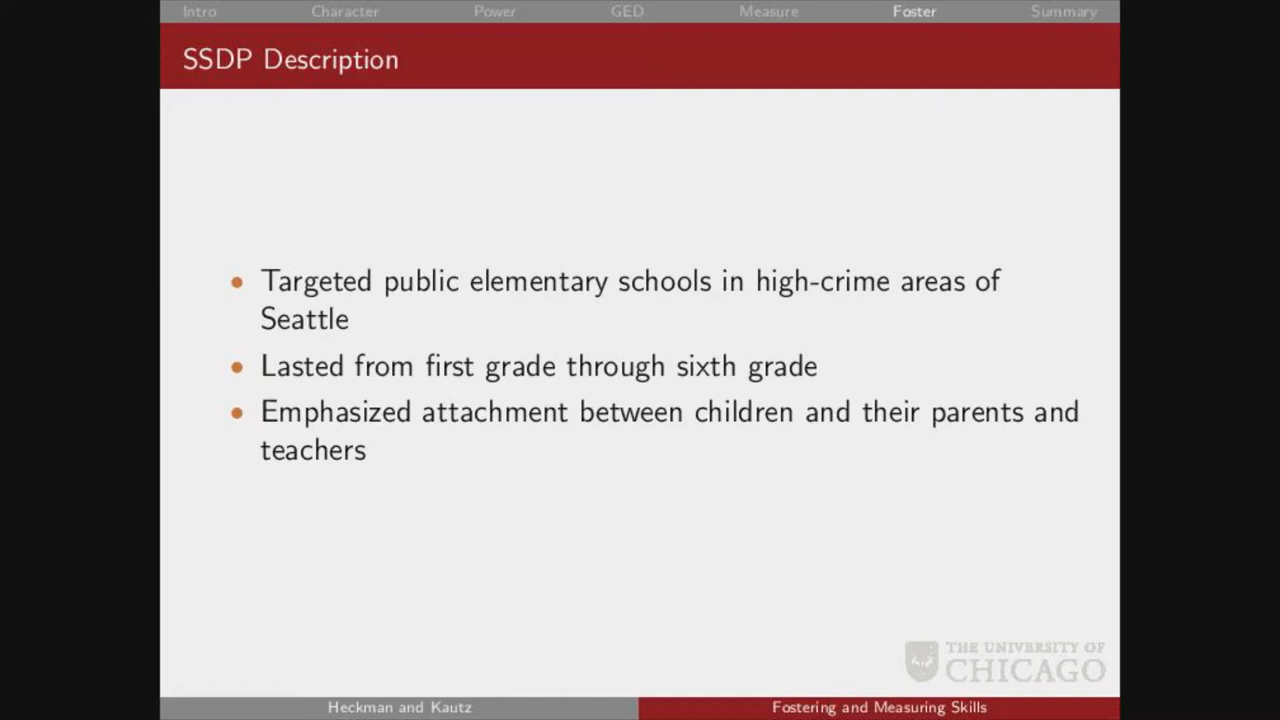 Intro Character Power GED Measure Foster Summary
SSDP Description
• Targeted public elementary schools in high-crime areas of
Seattle
• Lasted from first grade through sixth grade
• Emphasized attachment between children and their parents and
teachers
THE UNIVERSITY OF
CHICAGO
Heckman and Kautz Fostering and Measuring Skills